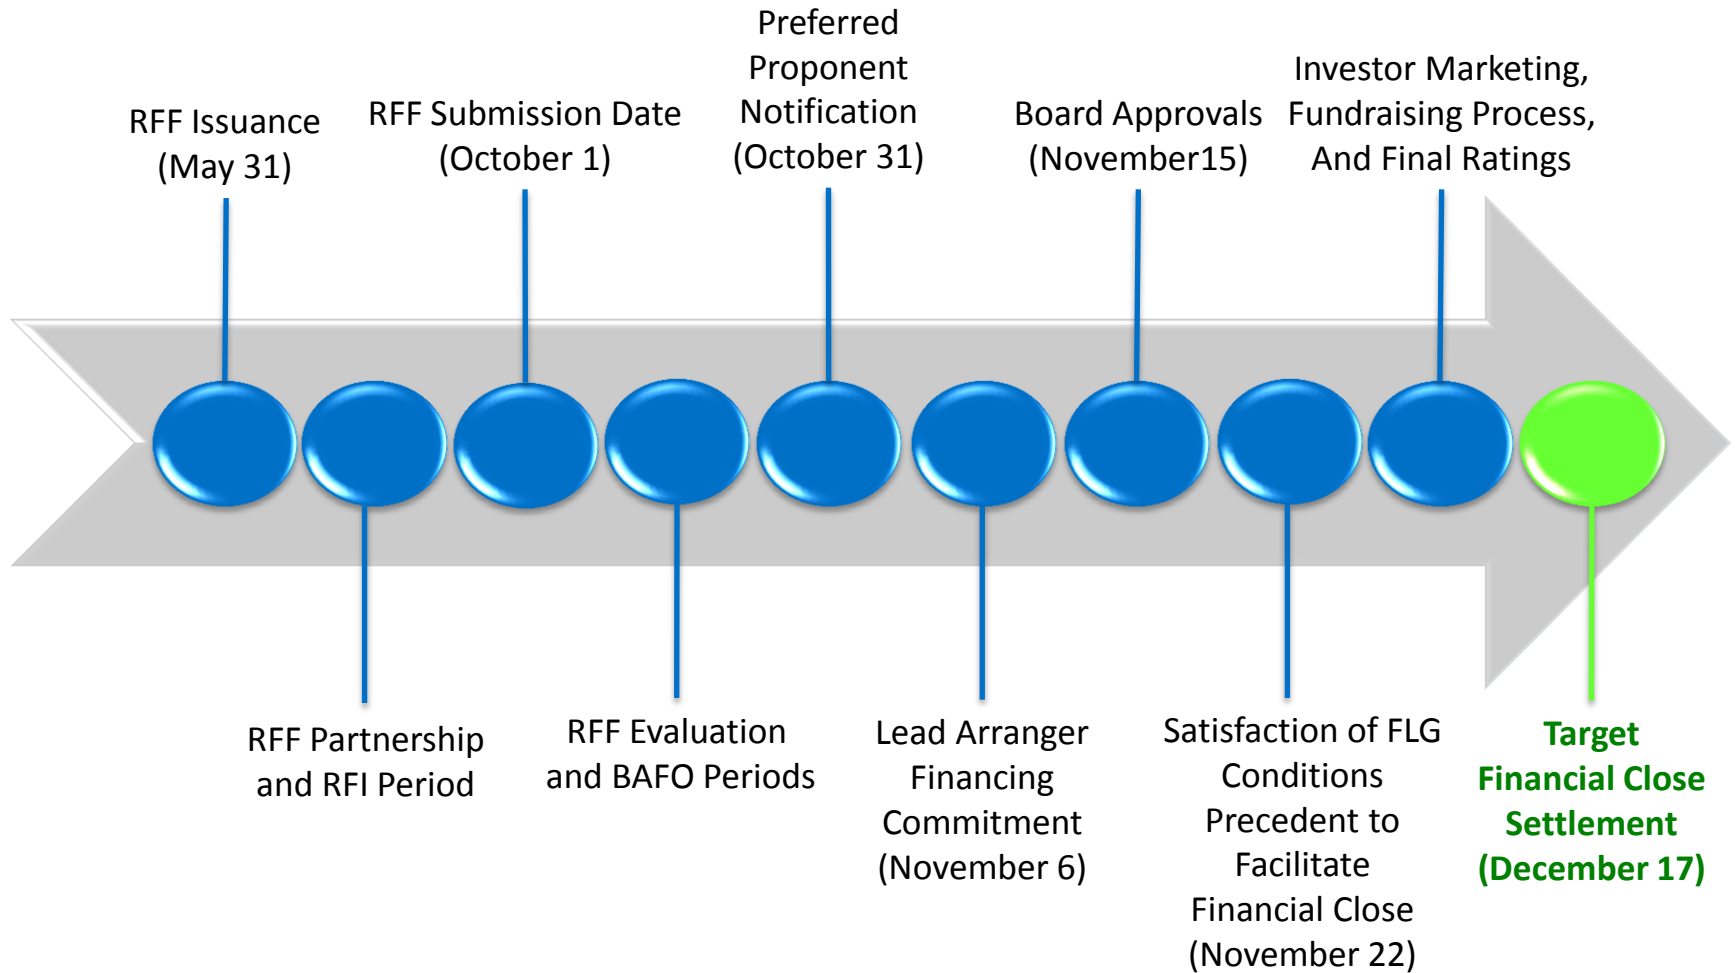 RFF Issuance
(May 31)
RFF Partnership
and RFI Period
RFF Submission Date
(October 1)
RFF Evaluation
and BAFO Periods
Preferred
Proponent
Notification
(October 31)
Lead Arranger
Financing
Commitment
(November 6)
Board Approvals
(November15)
Satisfaction of FLG
Conditions
Precedent to
Facilitate
Financial Close
(November 22)
Investor Marketing,
Fundraising Process,
And Final Ratings
Target
Financial Close
Settlement
(December 17)